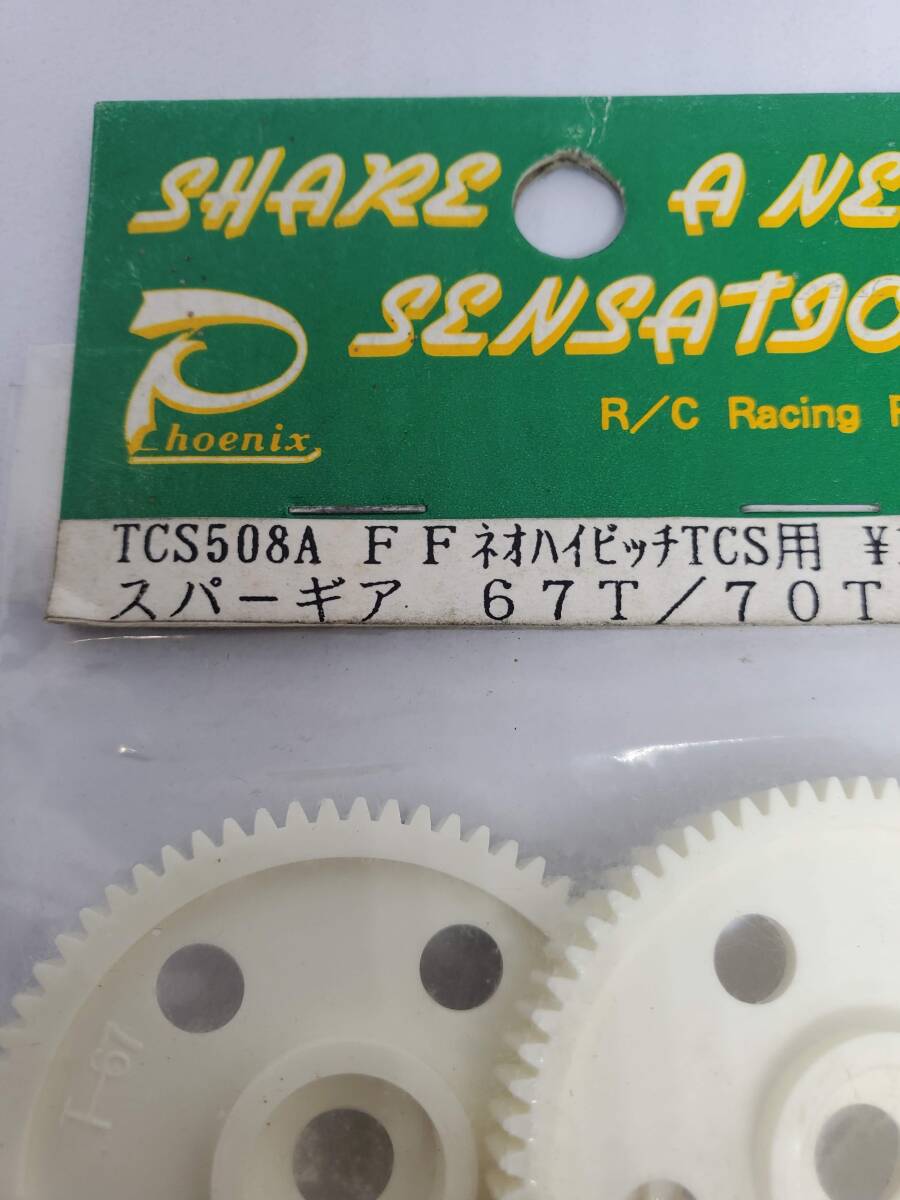 SHARE A NE
SENSATIO
Phoenix
R/C Racing
TCS508A FFネオハイピッチTCS用 ¥
スパーギア 67T/70T
F-67